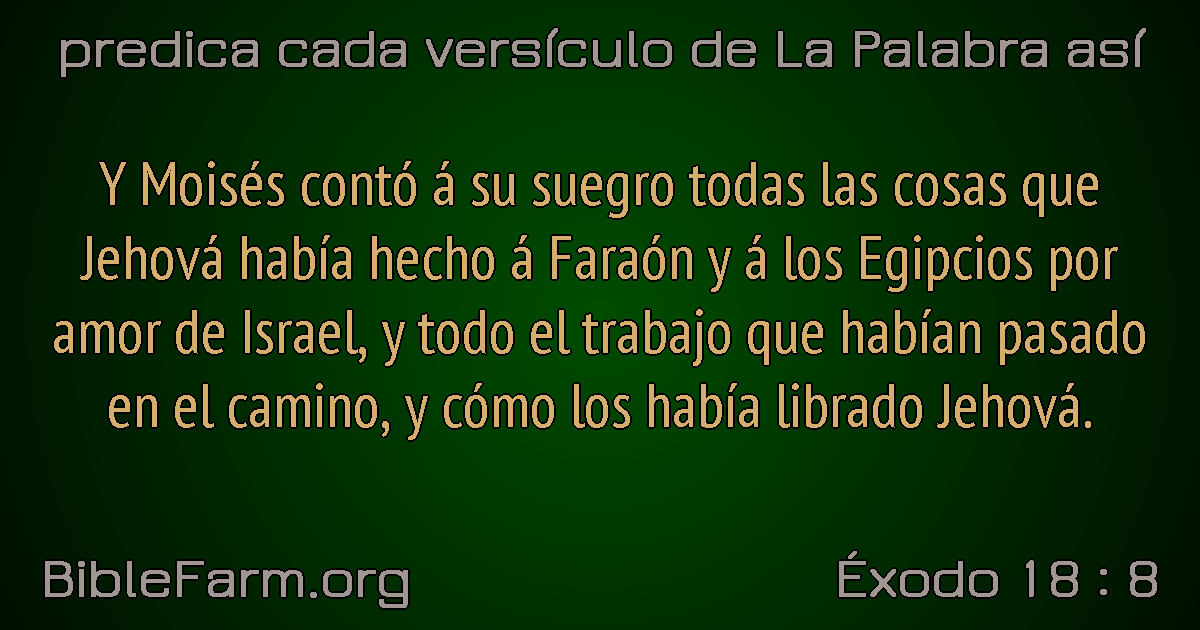 predica cada versículo de La Palabra así
Y Moisés contó á su suegro todas las cosas que
Jehová había hecho á Faraón y á los Egipcios por
amor de Israel, y todo el trabajo que habían pasado
en el camino, y cómo los había librado Jehová.
BibleFarm.org
Éxodo 18 : 8